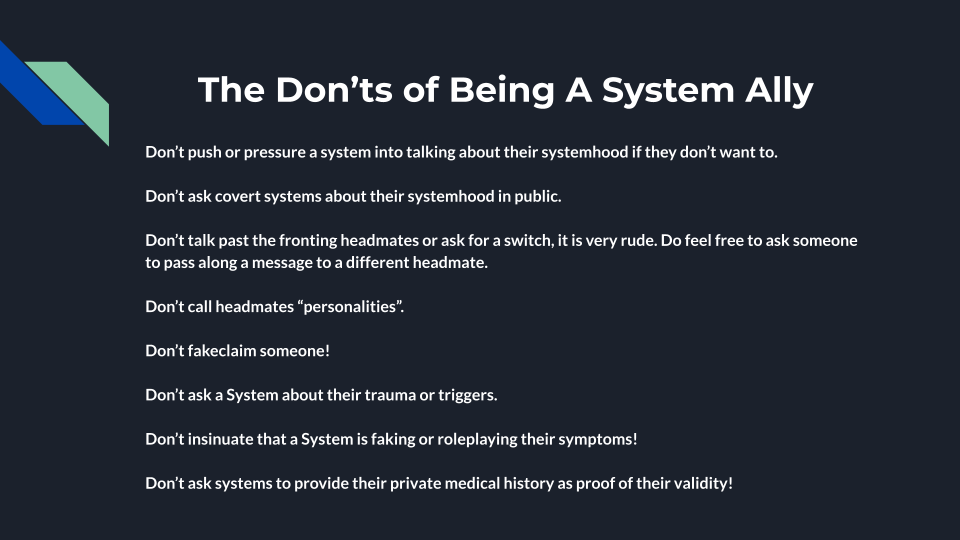 The Don’ts of Being A System Ally
Don’t push or pressure a system into talking about their systemhood if they don’t want to.
Don’t ask covert systems about their systemhood in public.
Don’t talk past the fronting headmates or ask for a switch, it is very rude. Do feel free to ask someone
to pass along a message to a different headmate.
Don’t call headmates “personalities”.
Don’t fakeclaim someone!
Don’t ask a System about their trauma or triggers.
Don’t insinuate that a System is faking or roleplaying their symptoms!
Don’t ask systems to provide their private medical history as proof of their validity!